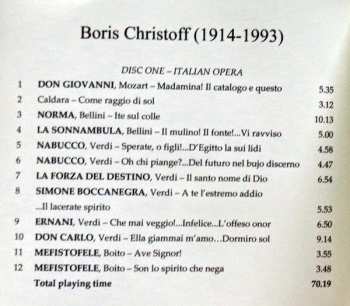 Boris Christoff (1914-1993)
DISC ONE – ITALIAN OPERA
1 DON GIOVANNI, Mozart - Madamina! Il catalogo e questo 5.35
2 Caldara – Come raggio di sol 3.12
3 NORMA, Bellini - Ite sul colle 10.13
4 LA SONNAMBULA, Bellini - Il mulino! Il fonte!...Vi ravviso 5.00
5 NABUCCO, Verdi - Sperate, o figli!...D'Egitto la sui lidi 4.58
6 NABUCCO, Verdi – Oh chi piange?...Del futuro nel bujo discerno 4.47
7 LA FORZA DEL DESTINO, Verdi – Il santo nome di Dio 6.54
8 SIMONE BOCCANEGRA, Verdi – A te l'estremo addio
...Il lacerate spirito 5.53
9 ERNANI, Verdi – Che mai veggio!...Infelice...L'offeso onor 6.50
10 DON CARLO, Verdi – Ella giammai m'amo...Dormiro sol 9.14
11 MEFISTOFELE, Boito – Ave Signor! 3.55
12 MEFISTOFELE, Boito – Son lo spirito che nega 3.48
Total playing time 70.19